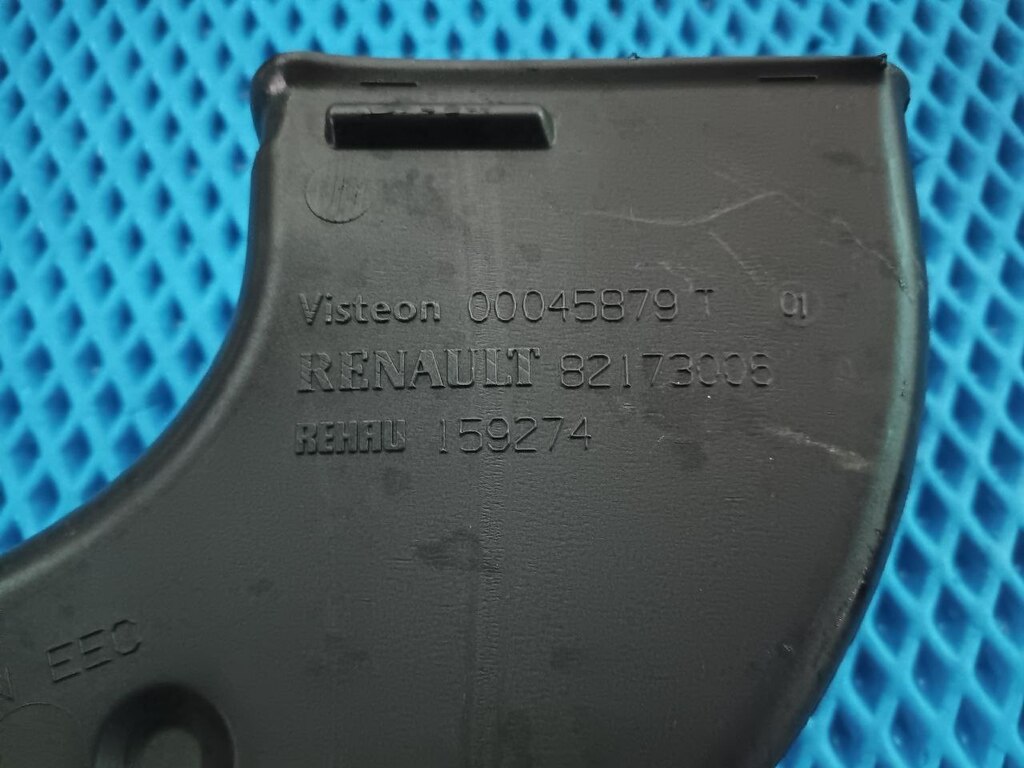 Visteon 00045879 T 01
RENAULT 82173006
REHAU 159274
EEC